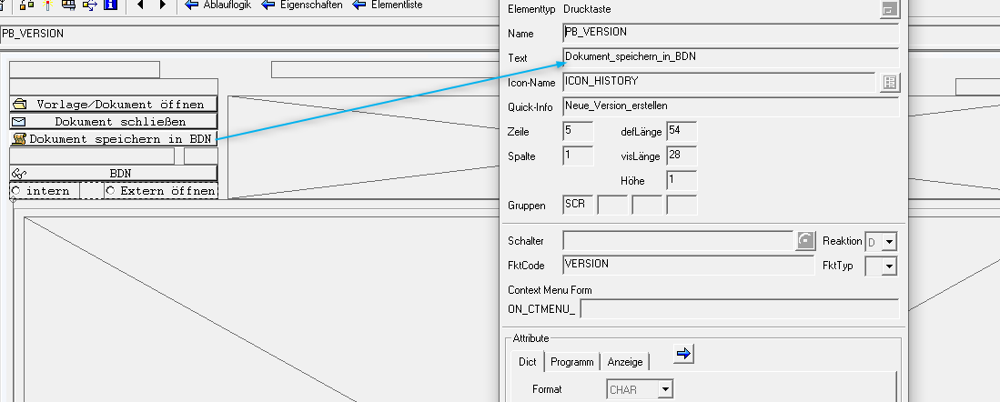 Ablauflogik Eigenschaften Elementliste
PB_VERSION
Vorlage/Dokument öffnen
Dokument schließen
Dokument speichern in BDN
BDN
intern Extern öffnen
Elementtyp Drucktaste
Name PB_VERSION
Text Dokument_speichern_in_BDN
Icon-Name ICON_HISTORY
Quick-Info Neue_Version_erstellen
Zeile 5 defLänge 54
Spalte 1 visLänge 28
Höhe 1
Gruppen SCR
Schalter Reaktion D
FktCode VERSION FktTyp
Context Menu Form
ON_CTMENU_
Attribute
Dict Programm Anzeige
Format CHAR